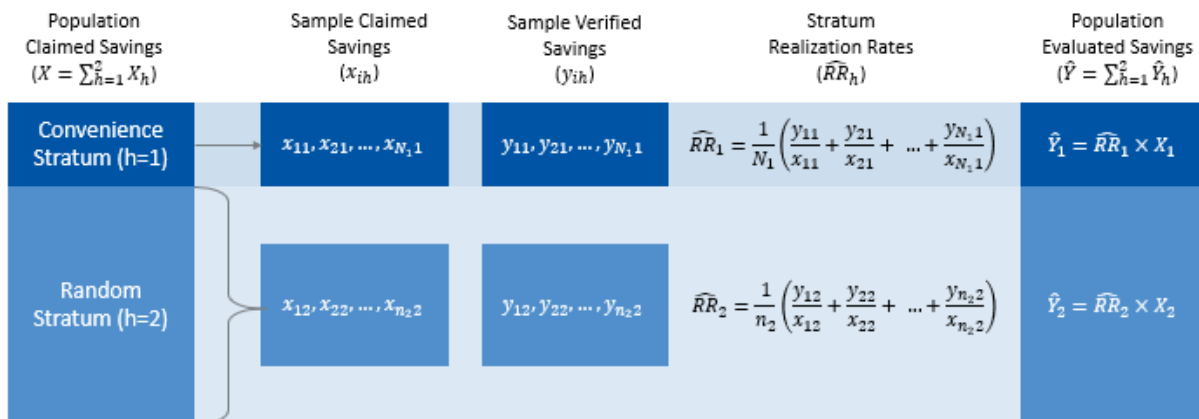 Population
Claimed Savings
(X = ∑²ₕ₌₁ Xₕ)
Sample Claimed
Savings
(xᵢₕ)
Sample Verified
Savings
(yᵢₕ)
Stratum
Realization Rates
(R̂Rₕ)
Population
Evaluated Savings
(Ŷ = ∑²ₕ₌₁ Ŷₕ)
Convenience
Stratum (h=1)
x₁₁, x₂₁, ..., x_{N₁1}
y₁₁, y₂₁, ..., y_{N₁1}
R̂R₁ = 1/N₁ (y₁₁/x₁₁ + y₂₁/x₂₁ + ... + y_{N₁1}/x_{N₁1})
Ŷ₁ = R̂R₁ × X₁
Random
Stratum (h=2)
x₁₂, x₂₂, ..., x_{n₂2}
y₁₂, y₂₂, ..., y_{n₂2}
R̂R₂ = 1/n₂ (y₁₂/x₁₂ + y₂₂/x₂₂ + ... + y_{n₂2}/x_{n₂2})
Ŷ₂ = R̂R₂ × X₂